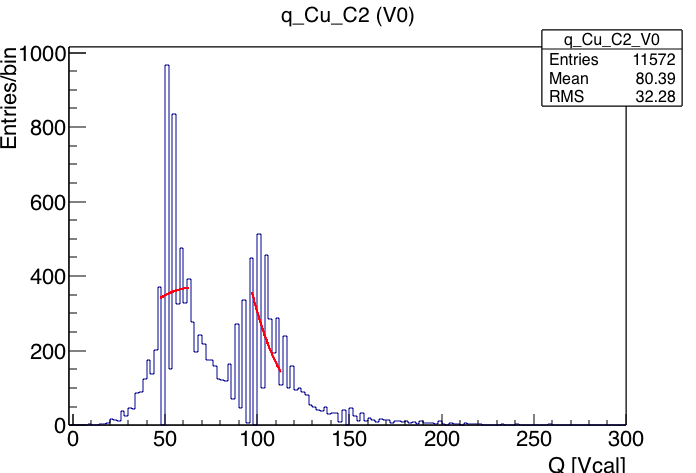 q_Cu_C2 (V0)
q_Cu_C2_V0
Entries 11572
Mean 80.39
RMS 32.28
Entries/bin
1000
800
600
400
200
0
0 50 100 150 200 250 300
Q [Vcal]